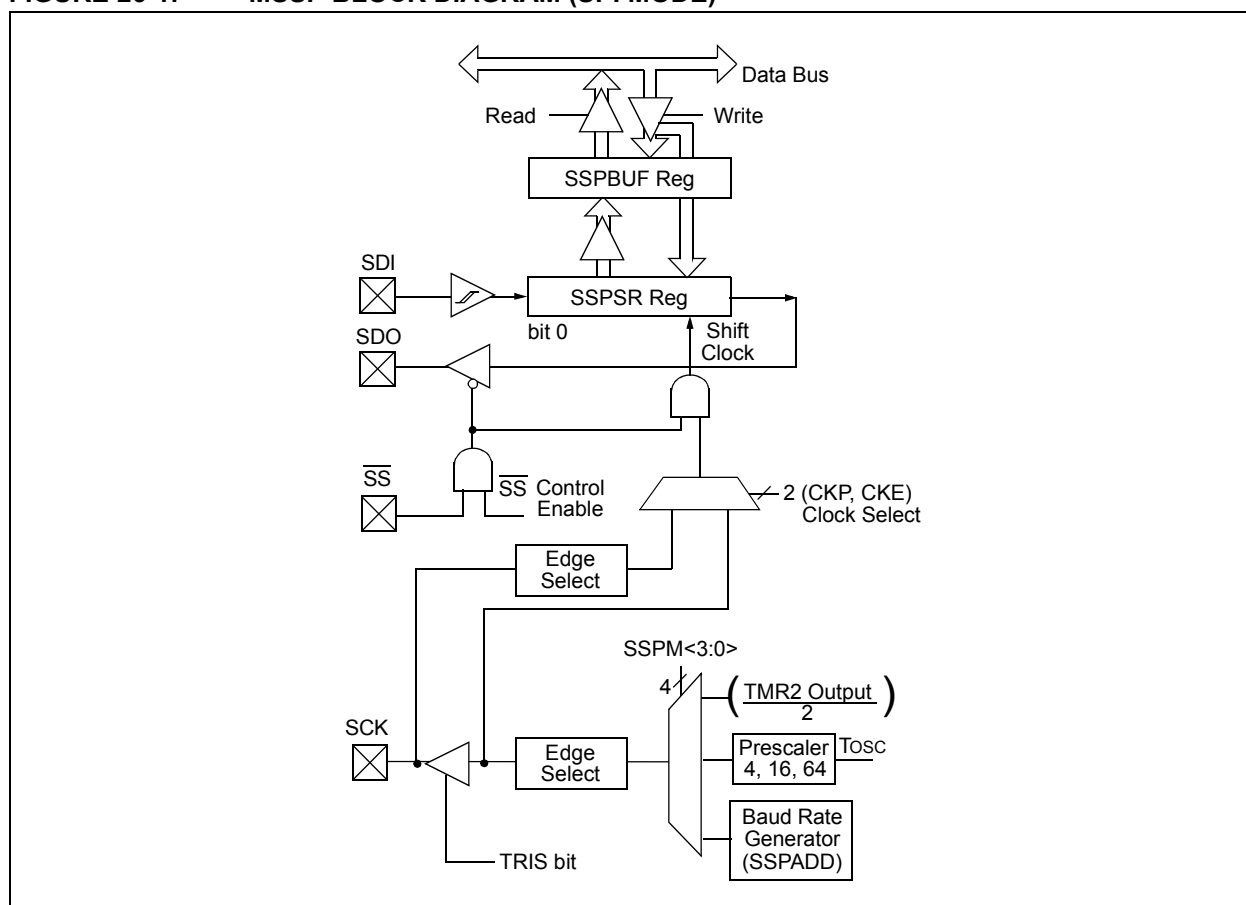 Data Bus
Read
Write
SSPBUF Reg
SDI
SSPSR Reg
bit 0
Shift
Clock
SDO
SS
SS Control
Enable
2 (CKP, CKE)
Clock Select
Edge
Select
SSPM<3:0>
4
(TMR2 Output)
2
SCK
Edge
Select
Prescaler
4, 16, 64
TOSC
Baud Rate
Generator
(SSPADD)
TRIS bit